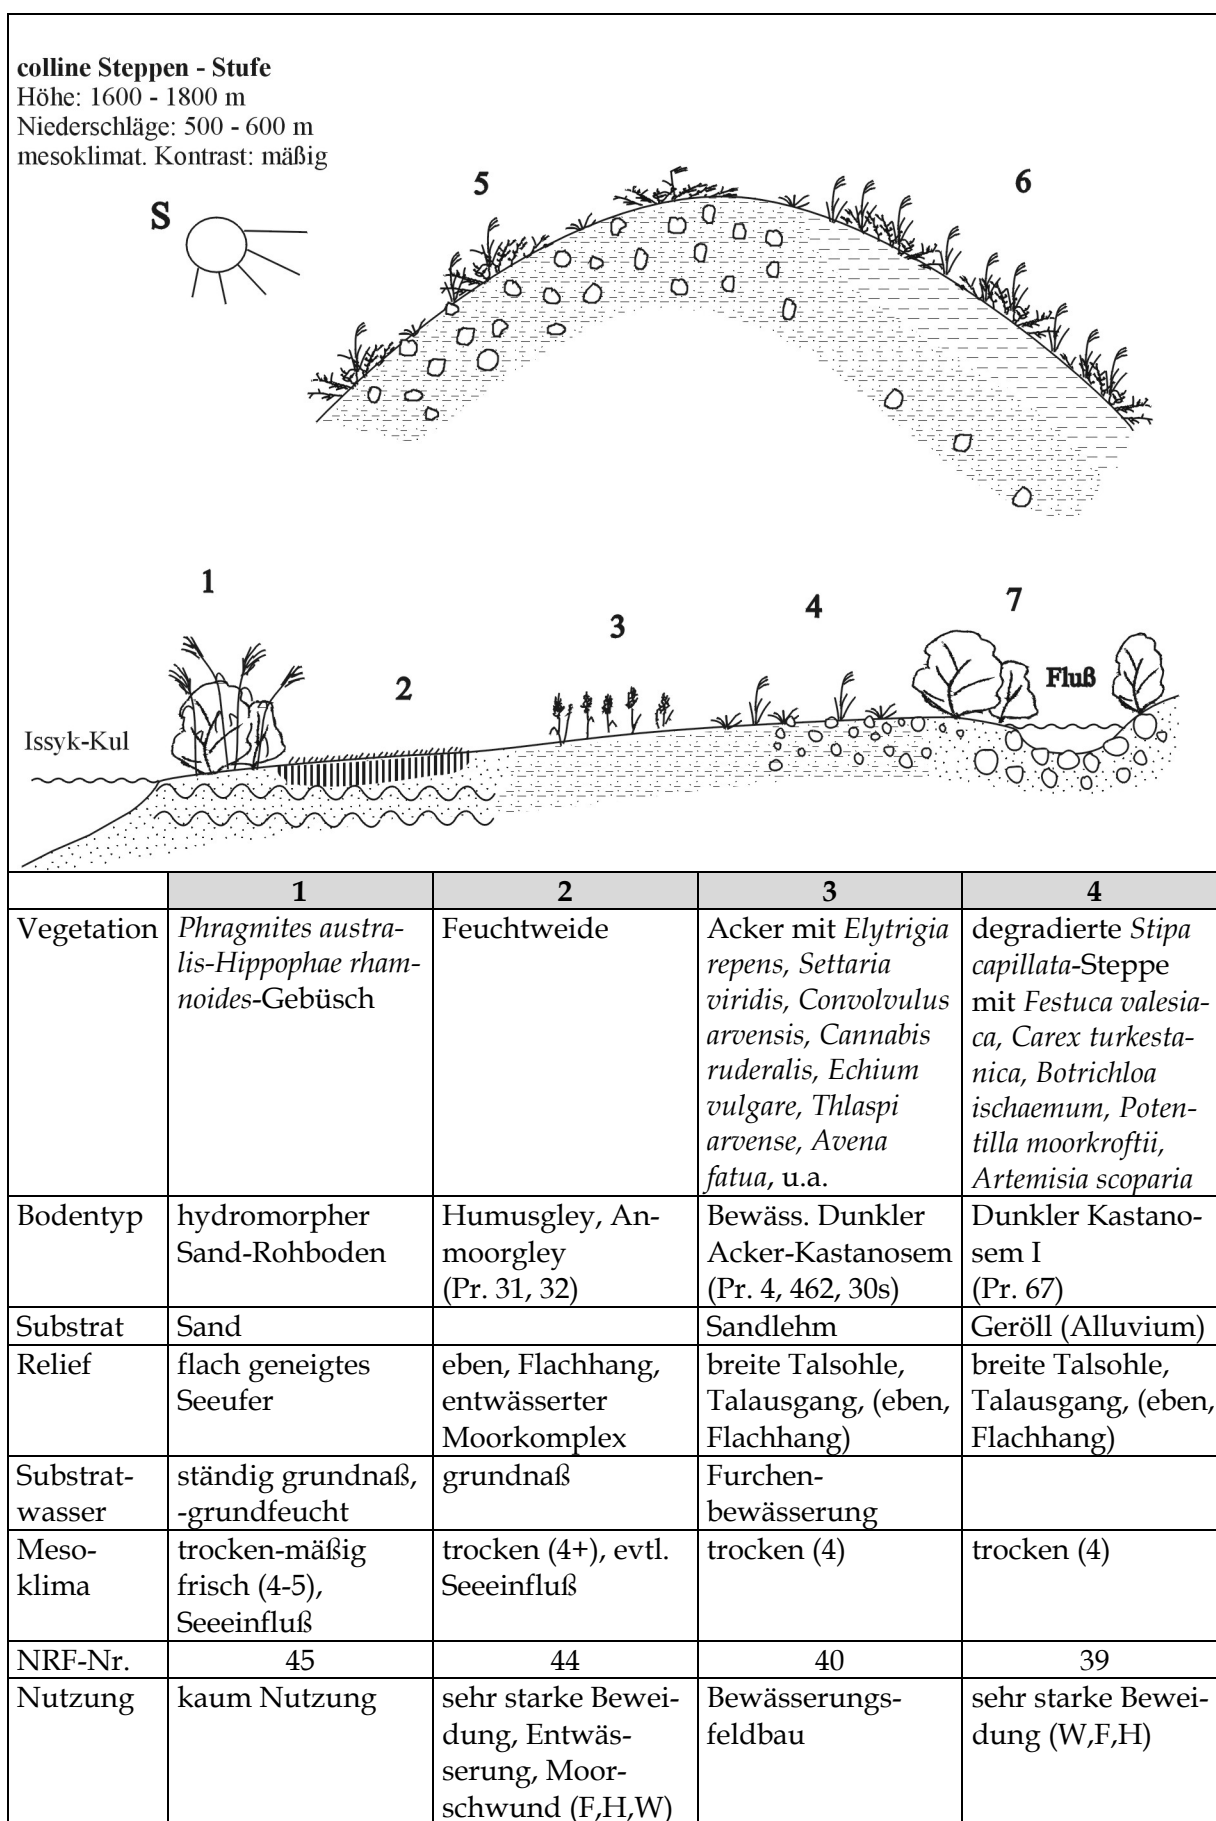 colline Steppen - Stufe
Höhe: 1600 - 1800 m
Niederschläge: 500 - 600 m
mesoklimat. Kontrast: mäßig
5
6
S
1
2
3
4
7
Fluß
Issyk-Kul
1
2
3
4
Vegetation
Phragmites austra-
lis-Hippophae rham-
noides-Gebüsch
Feuchtweide
Acker mit Elytrigia
repens, Settaria
viridis, Convolvulus
arvensis, Cannabis
ruderalis, Echium
vulgare, Thlaspi
arvense, Avena
fatua, u.a.
degradierte Stipa
capillata-Steppe
mit Festuca valesia-
ca, Carex turkesta-
nica, Botrichloa
ischaemum, Poten-
tilla moorkroftii,
Artemisia scoparia
Bodentyp
hydromorpher
Sand-Rohboden
Humusgley, An-
moorgley
(Pr. 31, 32)
Bewäss. Dunkler
Acker-Kastanosem
(Pr. 4, 462, 30s)
Dunkler Kastano-
sem I
(Pr. 67)
Substrat
Sand
Sandlehm
Geröll (Alluvium)
Relief
flach geneigtes
Seeufer
eben, Flachhang,
entwässerter
Moorkomplex
breite Talsohle,
Talausgang, (eben,
Flachhang)
breite Talsohle,
Talausgang, (eben,
Flachhang)
Substrat-
wasser
ständig grundnaß,
-grundfeucht
grundnaß
Furchen-
bewässerung
Meso-
klima
trocken-mäßig
frisch (4-5),
Seeeinfluß
trocken (4+), evtl.
Seeeinfluß
trocken (4)
trocken (4)
NRF-Nr.
45
44
40
39
Nutzung
kaum Nutzung
sehr starke Bewei-
dung, Entwäs-
serung, Moor-
schwund (F,H,W)
Bewässerungs-
feldbau
sehr starke Bewei-
dung (W,F,H)